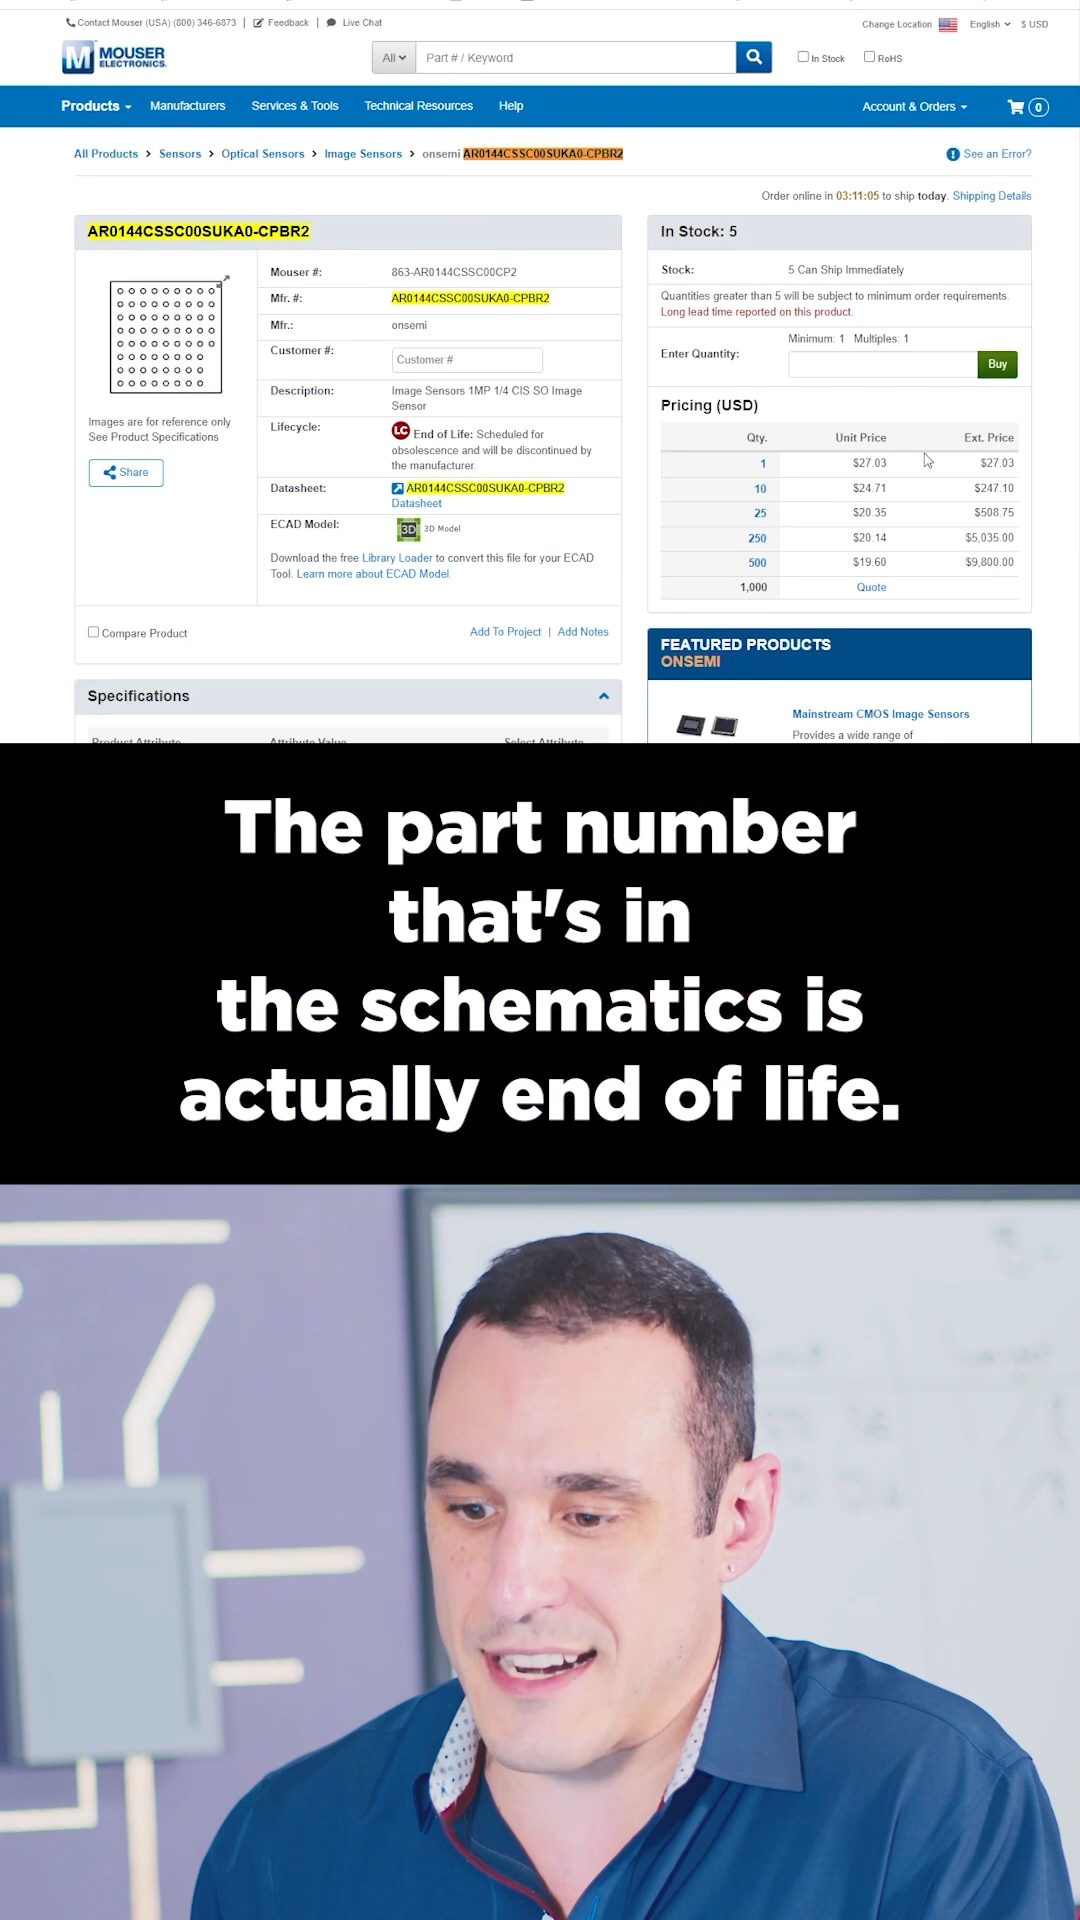 Contact Mouser (USA) (800) 346-6873 | Feedback | Live Chat
Change Location English $ USD
M MOUSER ELECTRONICS.
All Part # / Keyword In Stock RoHS
Products Manufacturers Services & Tools Technical Resources Help Account & Orders 0
All Products > Sensors > Optical Sensors > Image Sensors > onsemi AR0144CSSC00SUKA0-CPBR2
See an Error?
Order online in 03:11:05 to ship today. Shipping Details
AR0144CSSC00SUKA0-CPBR2
Images are for reference only
See Product Specifications
Share
Mouser #: 863-AR0144CSSC00CP2
Mfr. #: AR0144CSSC00SUKA0-CPBR2
Mfr.: onsemi
Customer #: Customer #
Description: Image Sensors 1MP 1/4 CIS SO Image
Sensor
Lifecycle: LC End of Life: Scheduled for
obsolescence and will be discontinued by
the manufacturer.
Datasheet: AR0144CSSC00SUKA0-CPBR2
Datasheet
ECAD Model: 3D 3D Model
Download the free Library Loader to convert this file for your ECAD
Tool. Learn more about ECAD Model.
Compare Product
Add To Project | Add Notes
Specifications
Product Attribute Attribute Value Select Attribute
In Stock: 5
Stock: 5 Can Ship Immediately
Quantities greater than 5 will be subject to minimum order requirements.
Long lead time reported on this product.
Minimum: 1 Multiples: 1
Enter Quantity: Buy
Pricing (USD)
Qty. Unit Price Ext. Price
1 $27.03 $27.03
10 $24.71 $247.10
25 $20.35 $508.75
250 $20.14 $5,035.00
500 $19.60 $9,800.00
1,000 Quote
FEATURED PRODUCTS
ONSEMI
Mainstream CMOS Image Sensors
Provides a wide range of
The part number
that's in
the schematics is
actually end of life.